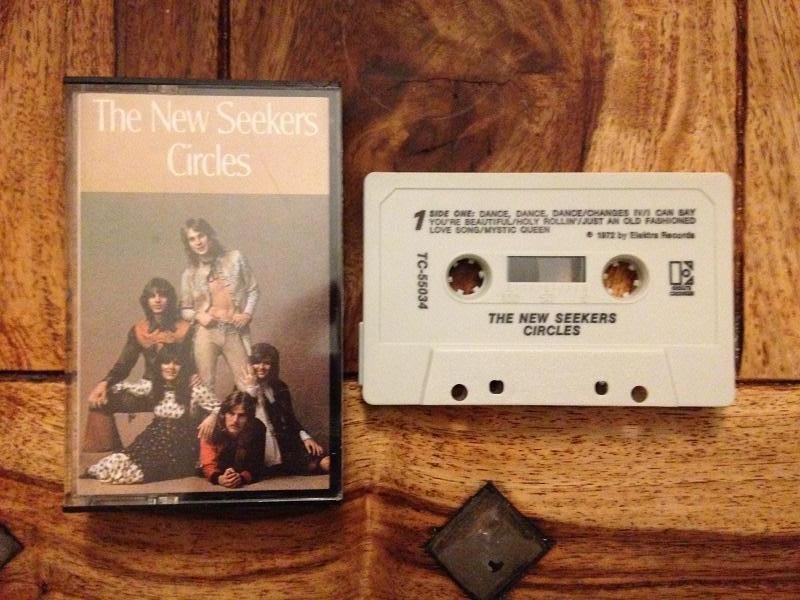 The New Seekers
Circles
1 SIDE ONE: DANCE, DANCE, DANCE/CHANGES IV/I CAN SAY
YOU'RE BEAUTIFUL/HOLY ROLLIN'/JUST AN OLD FASHIONED
LOVE SONG/MYSTIC QUEEN
℗ 1972 by Elektra Records
TC-55034
THE NEW SEEKERS
CIRCLES